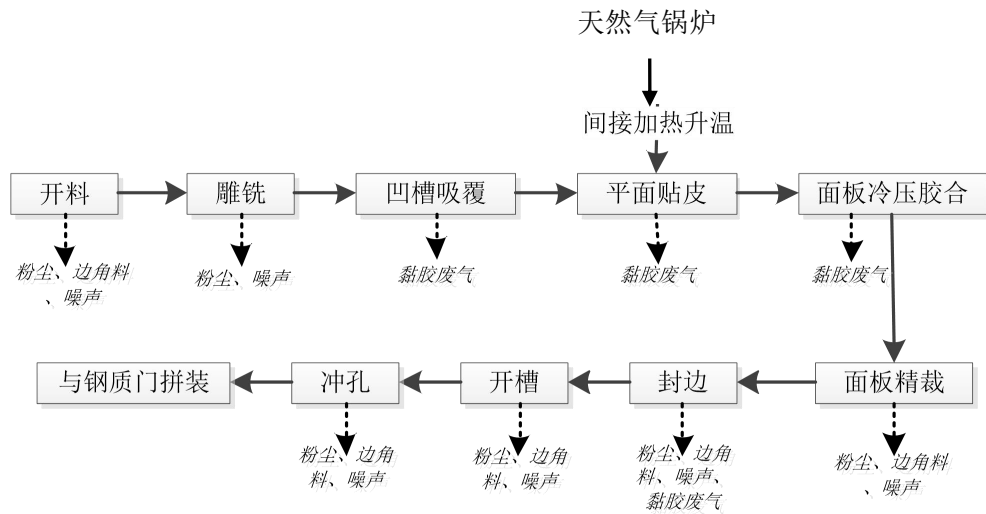 天然气锅炉
间接加热升温
开料
雕铣
凹槽吸覆
平面贴皮
面板冷压胶合
粉尘、边角料
、噪声
粉尘、噪声
黏胶废气
黏胶废气
黏胶废气
与钢质门拼装
冲孔
开槽
封边
面板精裁
粉尘、边角
料、噪声
粉尘、边角
料、噪声
粉尘、边角
料、噪声、
黏胶废气
粉尘、边角料
、噪声